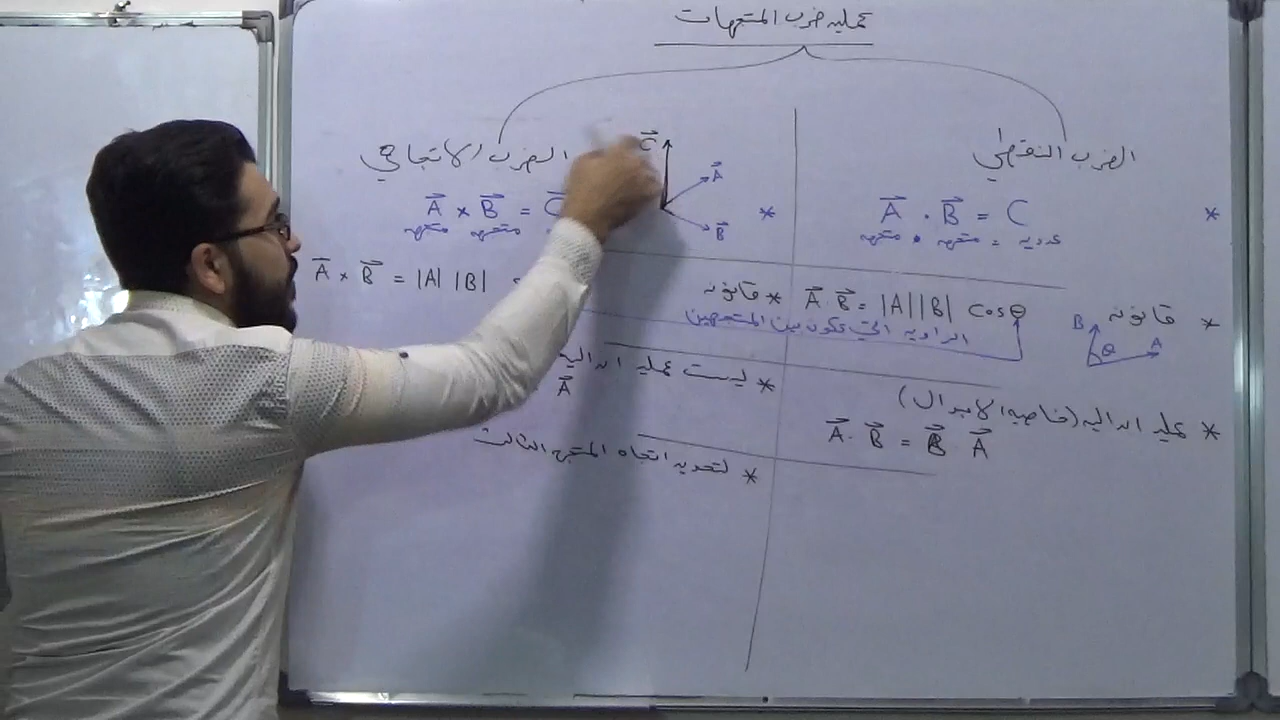 عملية ضرب المتجهات
الضرب النقطي
* A⃗ · B⃗ = C
متجه • متجه = عددية
* قانونه
B
θ
A
A⃗ · B⃗ = |A| |B| Cosθ
الزاوية التي تكون بين المتجهين
* عملية ابدالية (خاصية الابدال)
A⃗ · B⃗ = B⃗ A⃗
الضرب الاتجاهي
C⃗
A⃗
B⃗
* A⃗ × B⃗ = C⃗
متجه متجه
* قانونه
A⃗ × B⃗ = |A| |B|
* ليست عملية ابدالية
A⃗
* لتحديد اتجاه المتجه الثالث